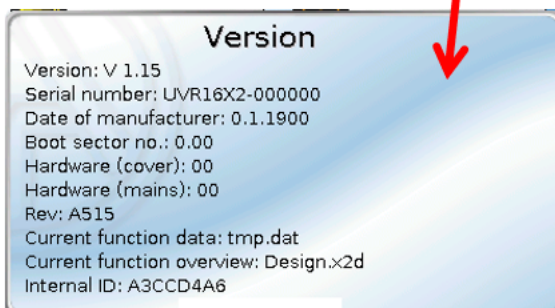 Version
Version: V 1.15
Serial number: UVR16X2-000000
Date of manufacturer: 0.1.1900
Boot sector no.: 0.00
Hardware (cover): 00
Hardware (mains): 00
Rev: A515
Current function data: tmp.dat
Current function overview: Design.x2d
Internal ID: A3CCD4A6